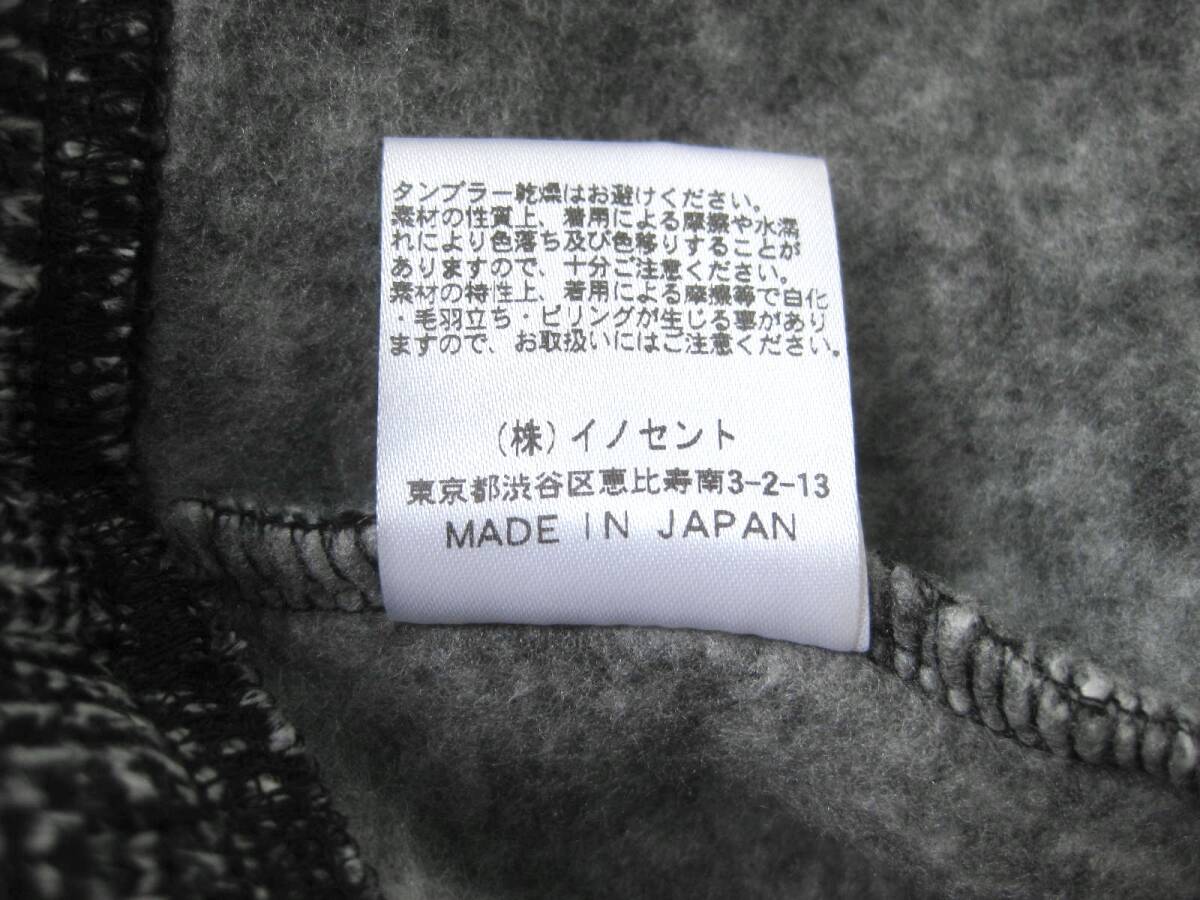 タンブラー乾燥はお避けください。
素材の性質上、着用による摩擦や水濡
れにより色落ち及び色移りすることが
ありますので、十分ご注意ください。
素材の特性上、着用による摩擦等で白化
・毛羽立ち・ピリングが生じる事があり
ますので、お取扱いにはご注意ください。
(株)イノセント
東京都渋谷区恵比寿南3-2-13
MADE IN JAPAN